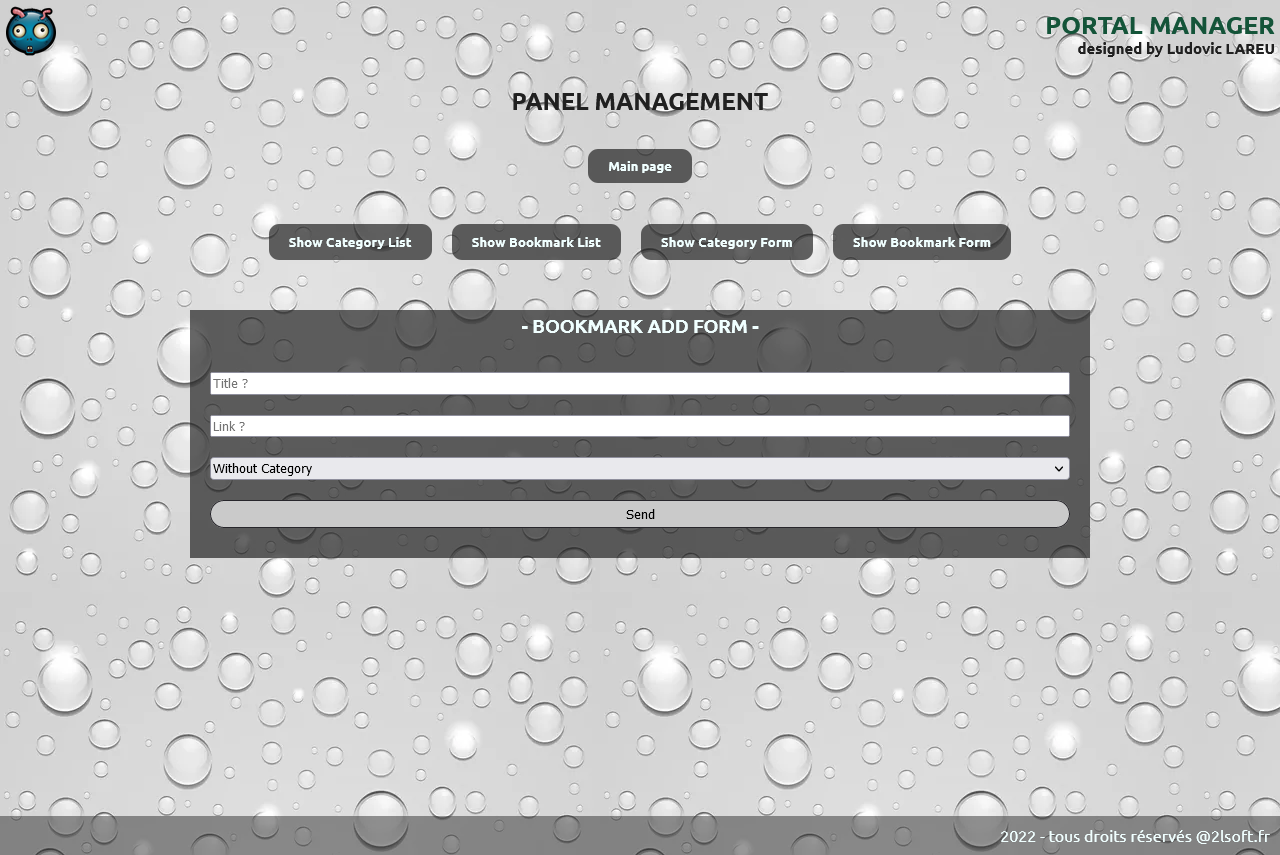 PORTAL MANAGER
designed by Ludovic LAREU
PANEL MANAGEMENT
Main page
Show Category List
Show Bookmark List
Show Category Form
Show Bookmark Form
- BOOKMARK ADD FORM -
Title ?
Link ?
Without Category
Send
2022 - tous droits réservés @2lsoft.fr